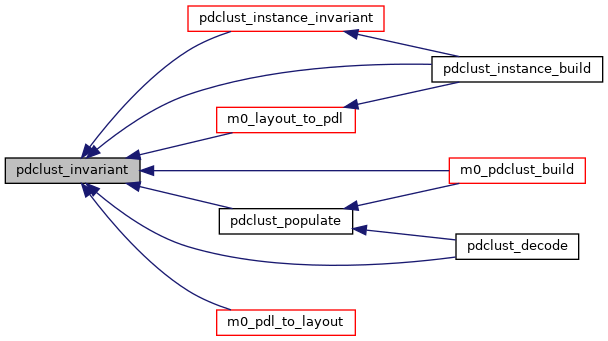 pdclust_instance_invariant
pdclust_instance_build
m0_layout_to_pdl
pdclust_invariant
m0_pdclust_build
pdclust_populate
pdclust_decode
m0_pdl_to_layout